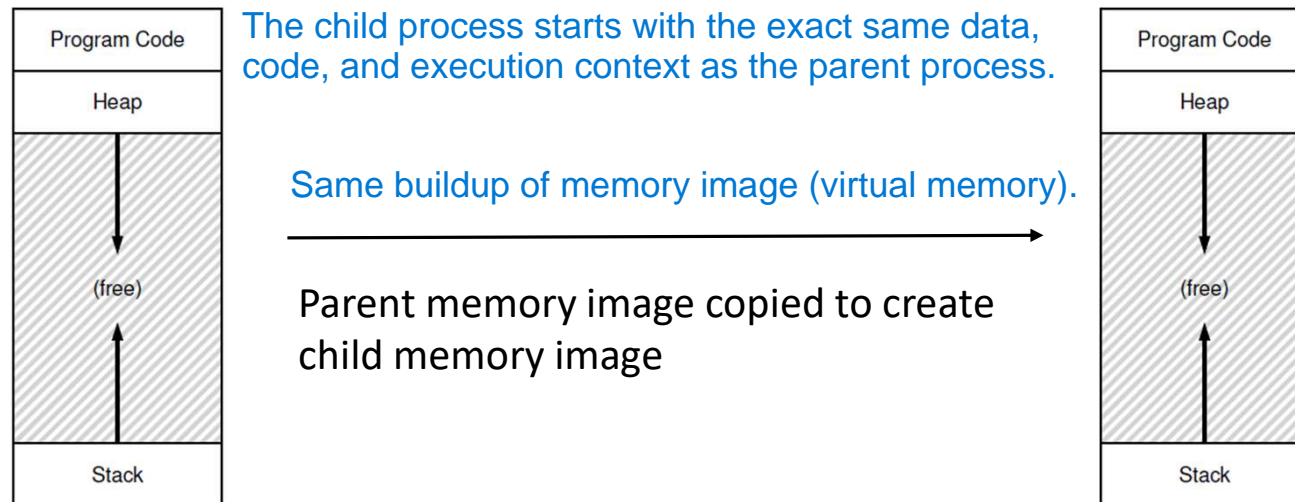 Program Code
Heap
(free)
Stack
The child process starts with the exact same data,
code, and execution context as the parent process.
Same buildup of memory image (virtual memory).
Parent memory image copied to create
child memory image
Program Code
Heap
(free)
Stack